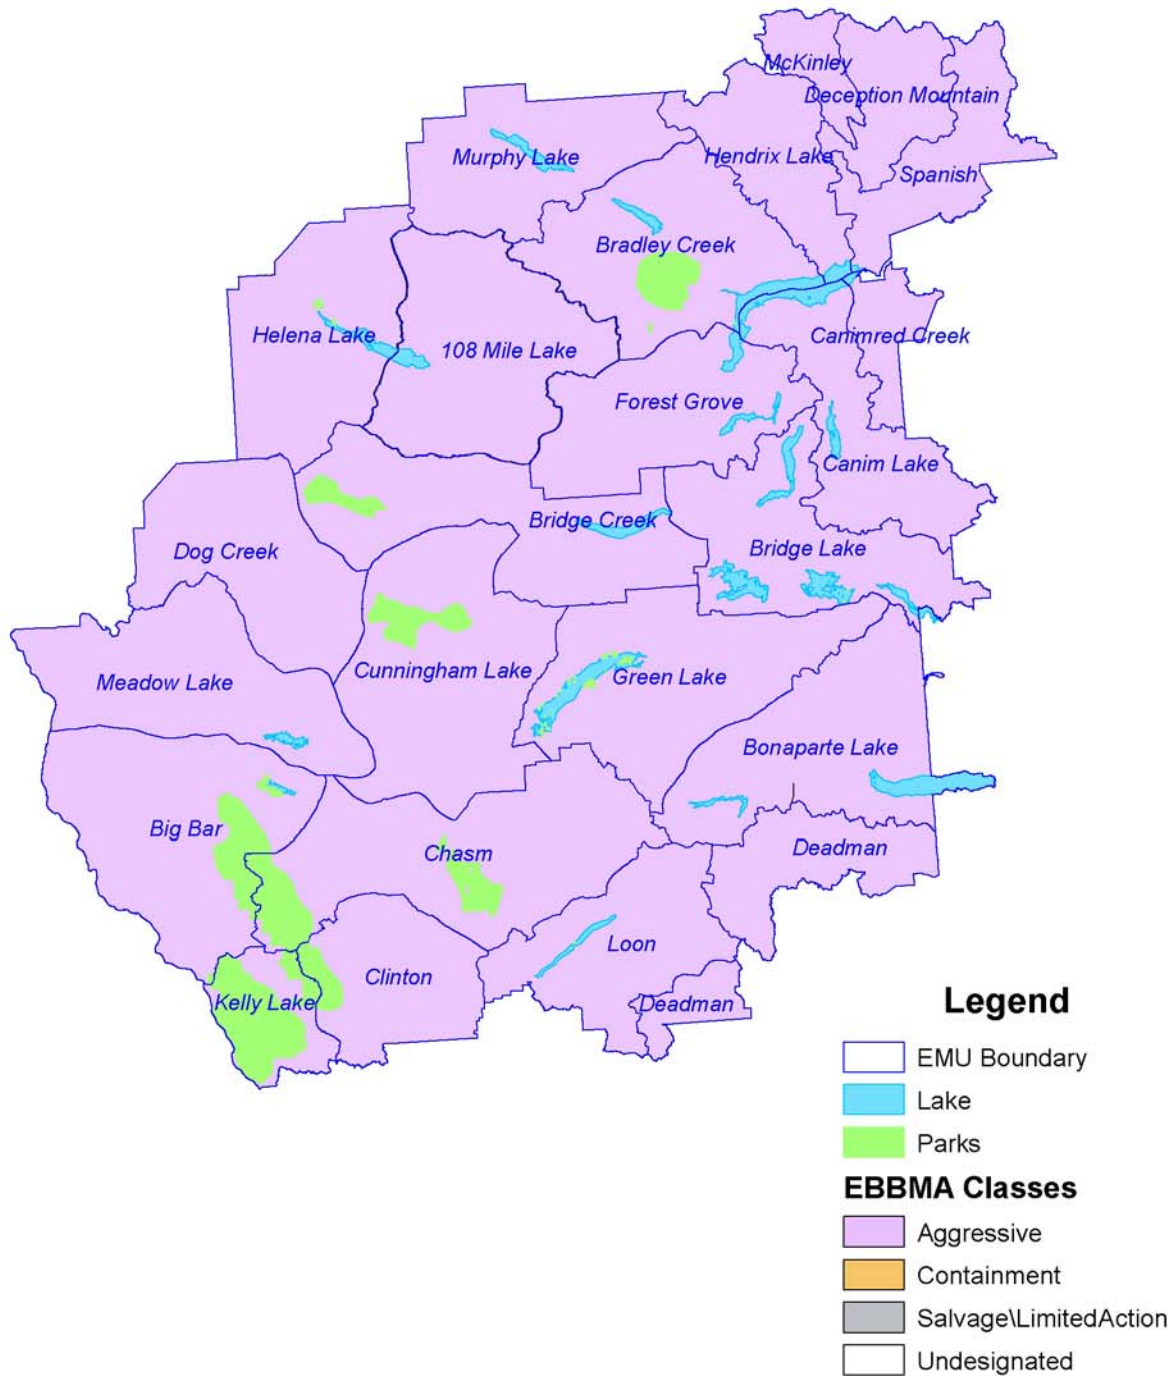 McKinley
Deception Mountain
Murphy Lake
Hendrix Lake
Spanish
Bradley Creek
Helena Lake
108 Mile Lake
Canimred Creek
Forest Grove
Canim Lake
Bridge Creek
Dog Creek
Bridge Lake
Meadow Lake
Cunningham Lake
Green Lake
Bonaparte Lake
Big Bar
Chasm
Deadman
Loon
Clinton
Kelly Lake
Deadman
Legend
EMU Boundary
Lake
Parks
EBBMA Classes
Aggressive
Containment
Salvage\LimitedAction
Undesignated